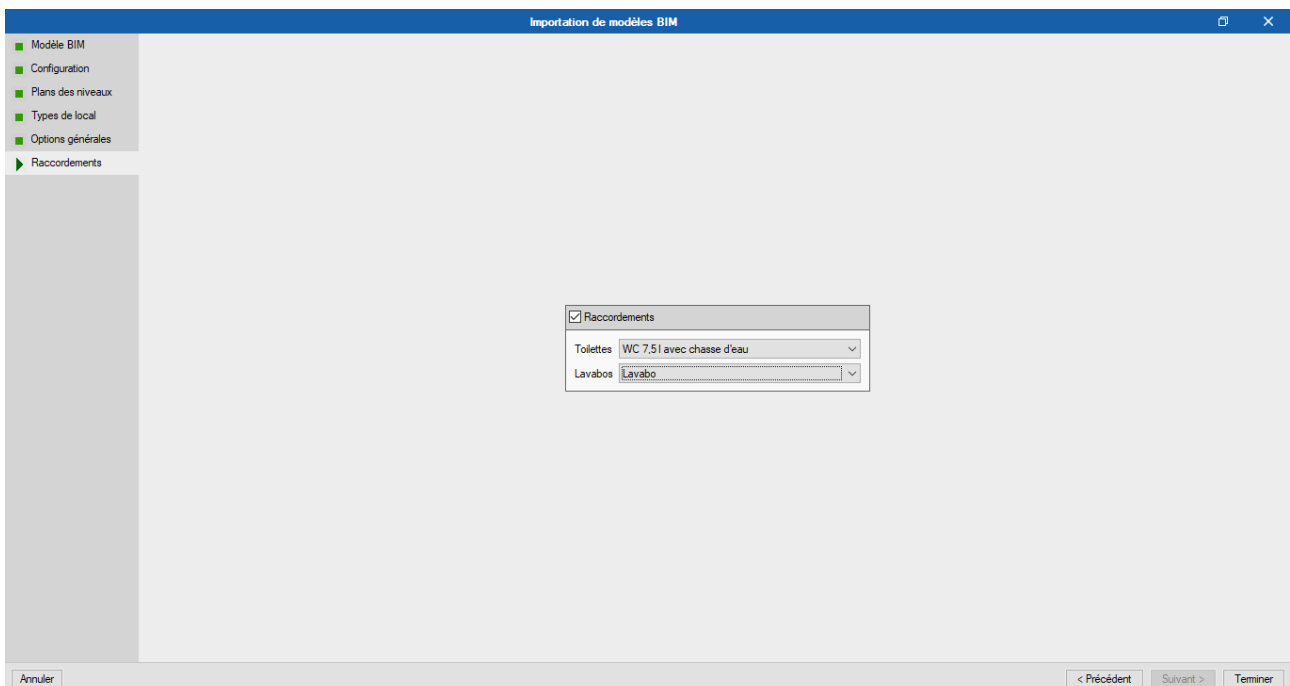 Importation de modèles BIM
Modèle BIM
Configuration
Plans des niveaux
Types de local
Options générales
Raccordements
Raccordements
Toilettes WC 7,5 l avec chasse d'eau
Lavabos Lavabo
Annuler < Précédent Suivant > Terminer